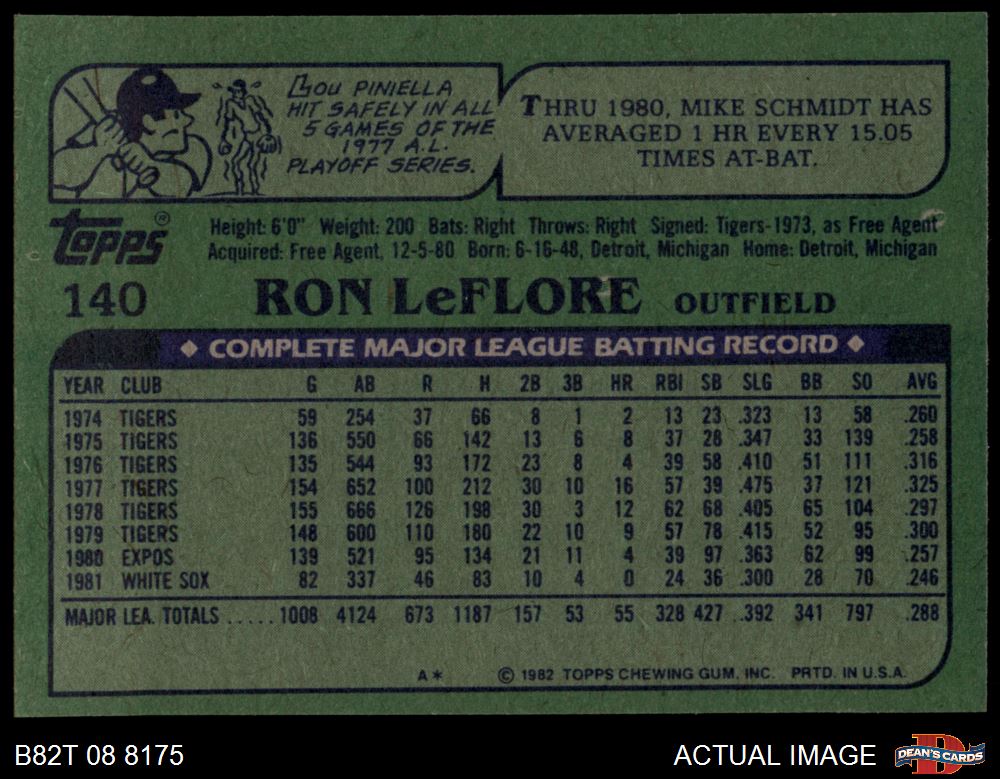 Lou PINIELLA
HIT SAFELY IN ALL
5 GAMES OF THE
1977 A.L.
PLAYOFF SERIES.
THRU 1980, MIKE SCHMIDT HAS
AVERAGED 1 HR EVERY 15.05
TIMES AT-BAT.
topps®
Height: 6'0" Weight: 200 Bats: Right Throws: Right Signed: Tigers-1973, as Free Agent
Acquired: Free Agent, 12-5-80 Born: 6-16-48, Detroit, Michigan Home: Detroit, Michigan
140 RON LeFLORE OUTFIELD
◆ COMPLETE MAJOR LEAGUE BATTING RECORD ◆
YEAR CLUB G AB R H 2B 3B HR RBI SB SLG BB SO AVG
1974 TIGERS 59 254 37 66 8 1 2 13 23 .323 13 58 .260
1975 TIGERS 136 550 66 142 13 6 8 37 28 .347 33 139 .258
1976 TIGERS 135 544 93 172 23 8 4 39 58 .410 51 111 .316
1977 TIGERS 154 652 100 212 30 10 16 57 39 .475 37 121 .325
1978 TIGERS 155 666 126 198 30 3 12 62 68 .405 65 104 .297
1979 TIGERS 148 600 110 180 22 10 9 57 78 .415 52 95 .300
1980 EXPOS 139 521 95 134 21 11 4 39 97 .363 62 99 .257
1981 WHITE SOX 82 337 46 83 10 4 0 24 36 .300 28 70 .246
MAJOR LEA. TOTALS ..... 1008 4124 673 1187 157 53 55 328 427 .392 341 797 .288
A* © 1982 TOPPS CHEWING GUM, INC. PRTD. IN U.S.A.
B82T 08 8175 ACTUAL IMAGE DEAN'S CARDS